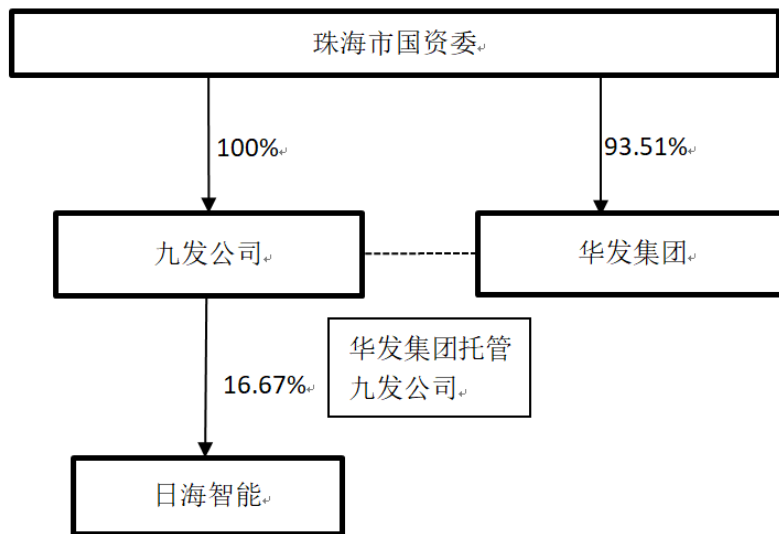 珠海市国资委
100%
93.51%
九发公司
华发集团
华发集团托管
九发公司
16.67%
日海智能